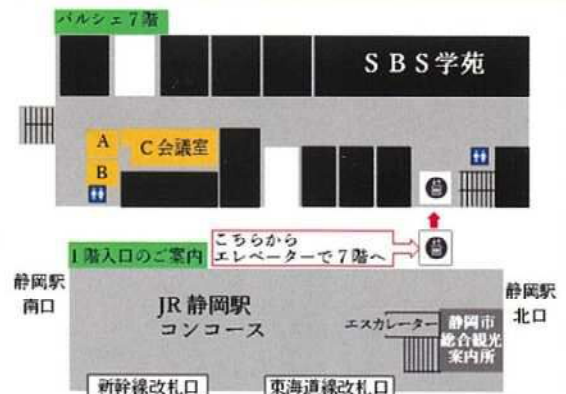 パルシェ7階
SBS学苑
A
C会議室
B
こちらから
エレベーターで7階へ
1階入口のご案内
静岡駅
南口
JR静岡駅
コンコース
エスカレーター
静岡市
総合観光
案内所
静岡駅
北口
新幹線改札口
東海道線改札口